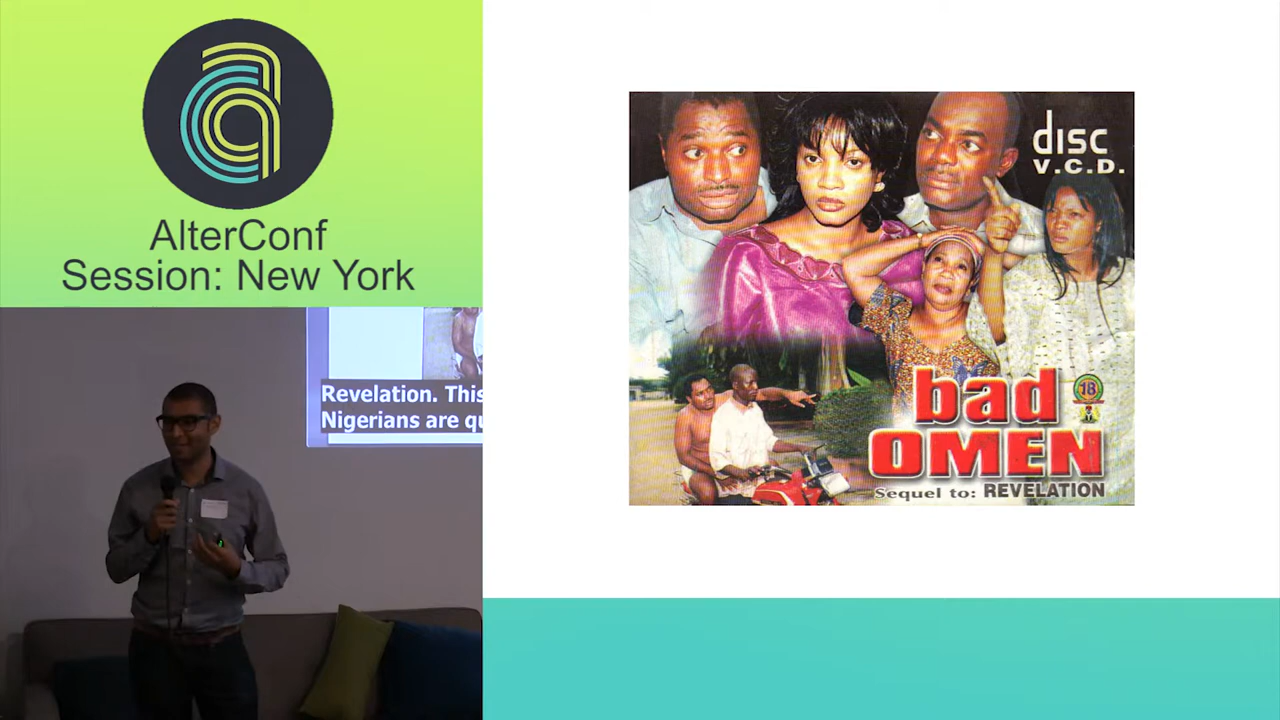 AlterConf
Session: New York
Revelation. This
Nigerians are qu
disc
V.C.D.
18
bad
OMEN
Sequel to: REVELATION